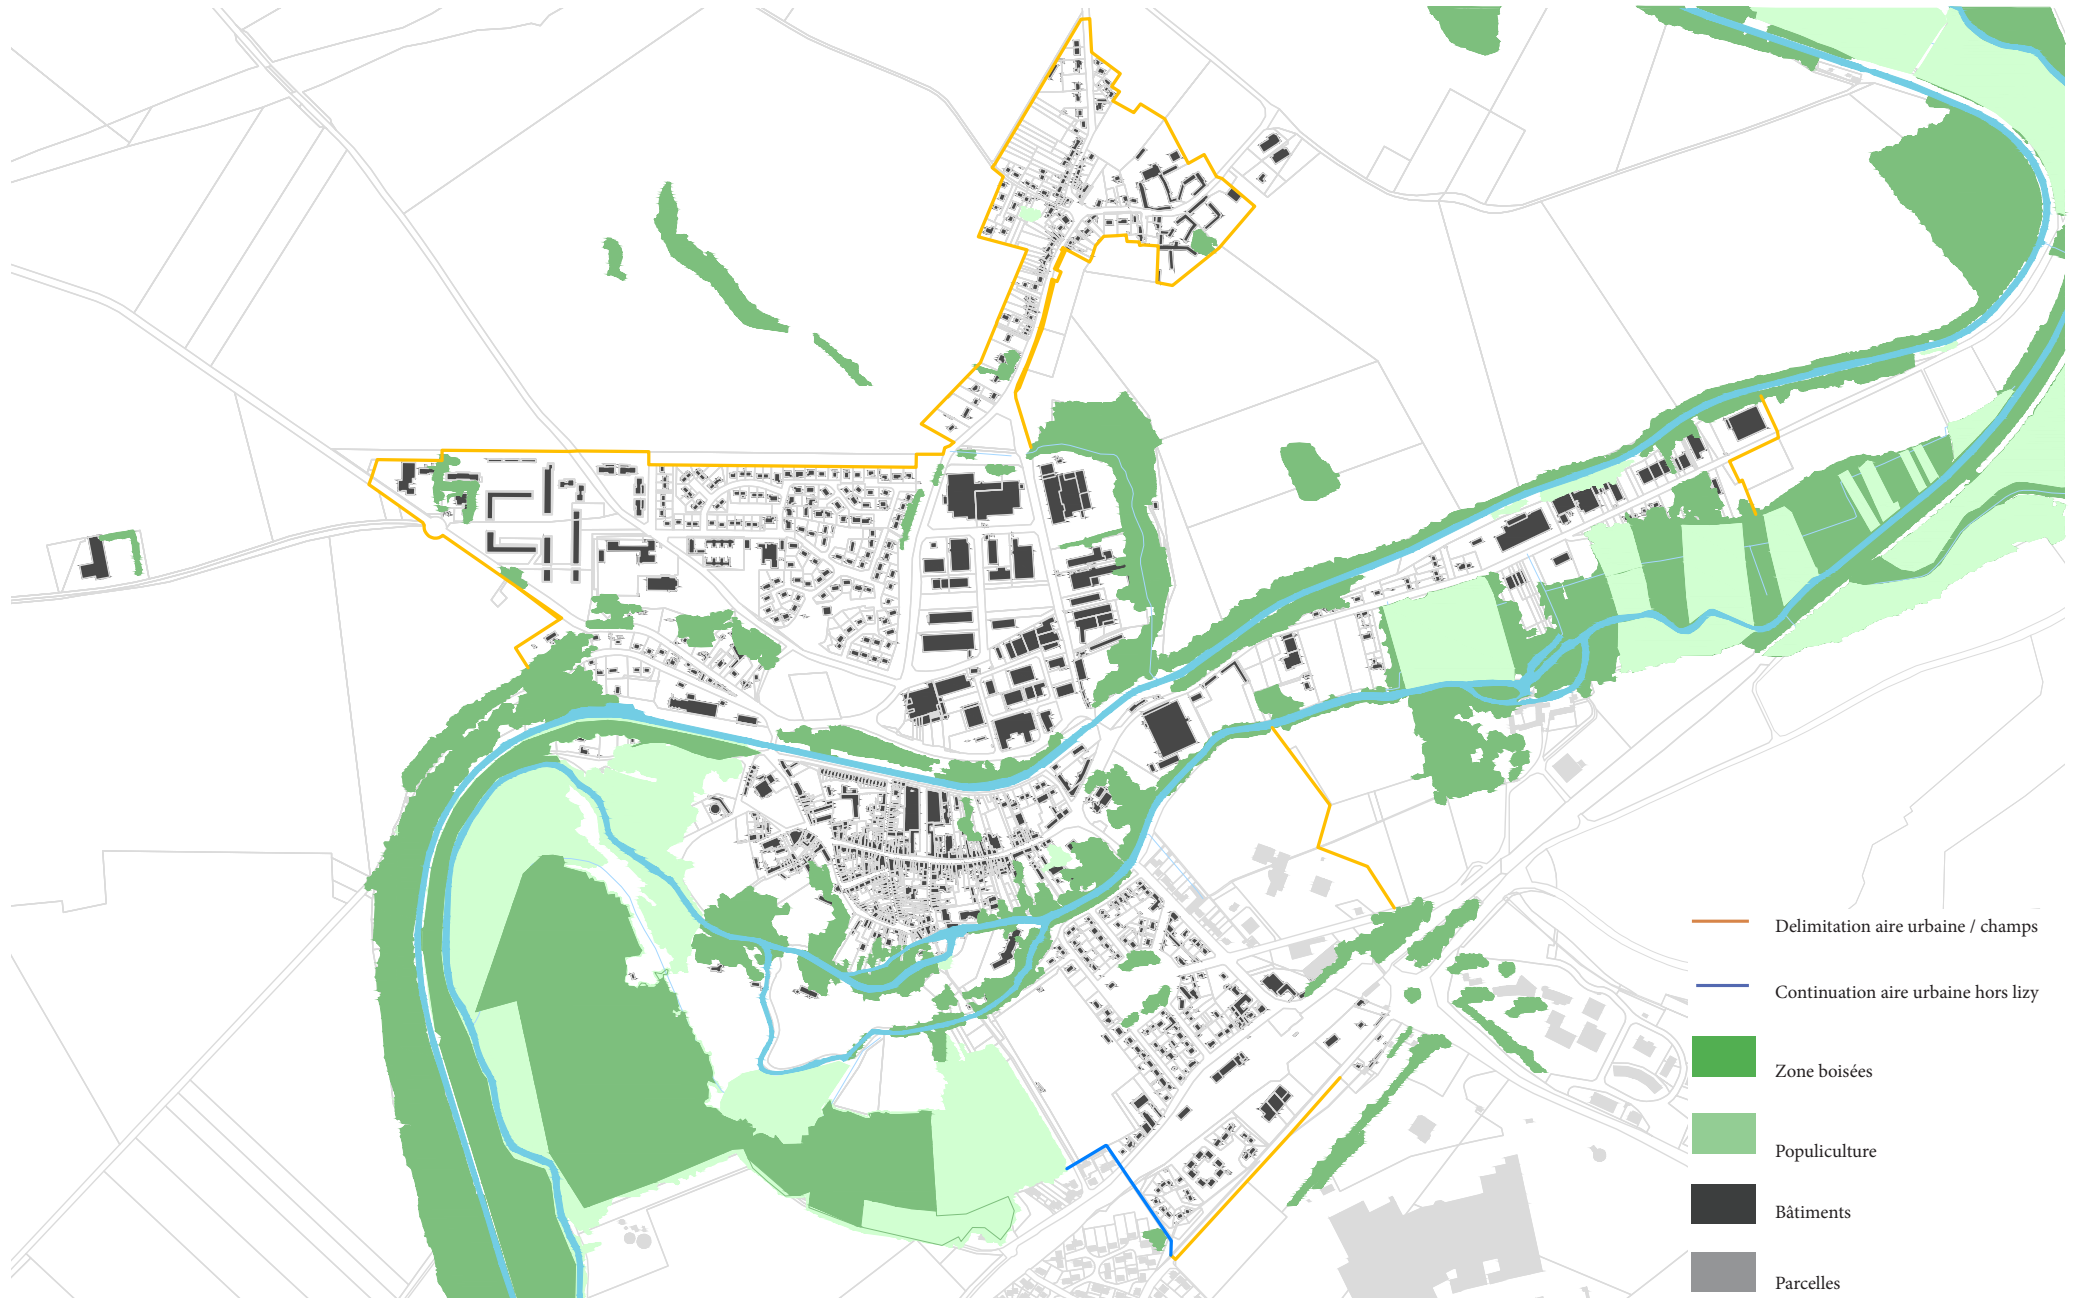 Delimitation aire urbaine / champs
Continuation aire urbaine hors lizy
Zone boisées
Populiculture
Bâtiments
Parcelles